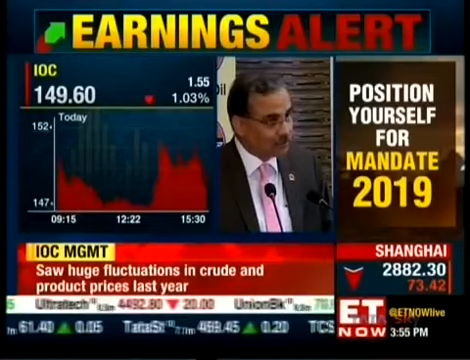 EARNINGS ALERT
IOC
149.60
1.55
1.03%
Today
152
147
09:15 12:22 15:30
POSITION
YOURSELF
FOR
MANDATE
2019
IOC MGMT
Saw huge fluctuations in crude and
product prices last year
SHANGHAI
2882.30
73.42
Ultratech 4492.80 20.00 UnionBk
61.40 0.05 TataSt 469.45 0.20 TCS
ET
NOW
@ETNOWlive
3:55 PM